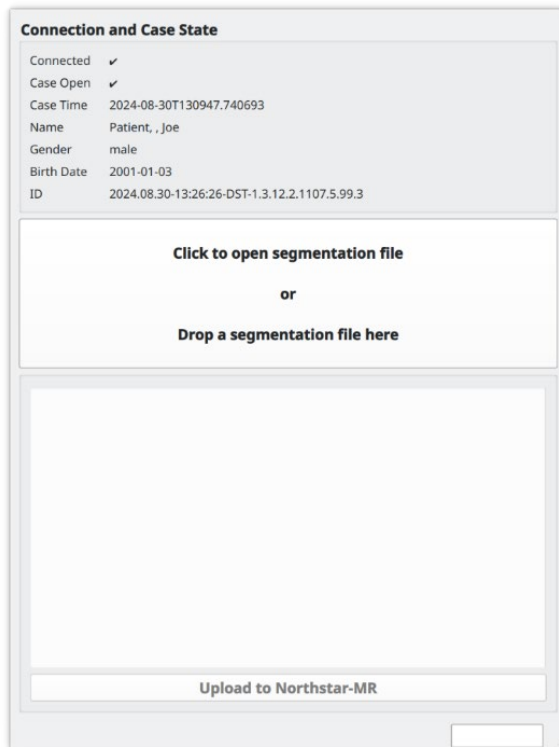 Connection and Case State
Connected ✔
Case Open ✔
Case Time 2024-08-30T130947.740693
Name Patient, , Joe
Gender male
Birth Date 2001-01-03
ID 2024.08.30-13:26:26-DST-1.3.12.2.1107.5.99.3
Click to open segmentation file
or
Drop a segmentation file here
Upload to Northstar-MR